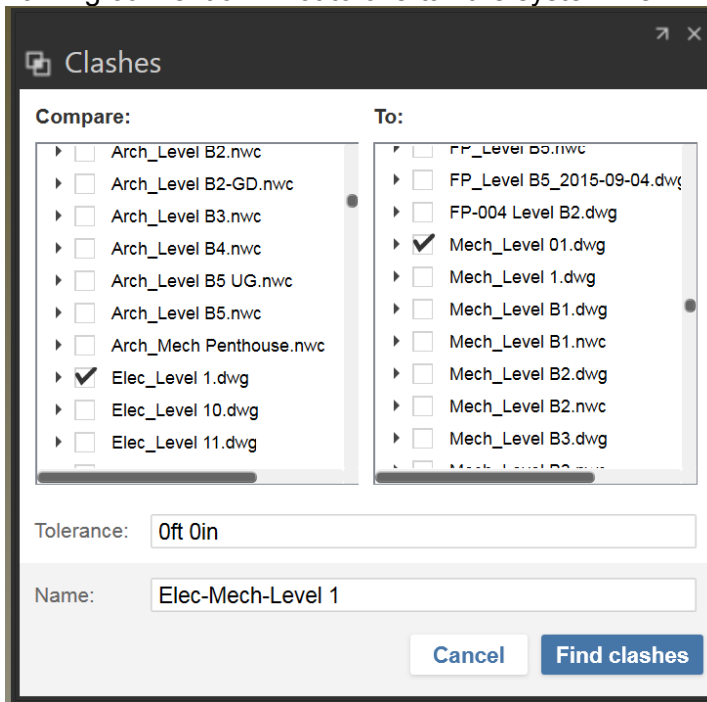 Clashes
Compare:
Arch_Level B2.nwc
Arch_Level B2-GD.nwc
Arch_Level B3.nwc
Arch_Level B4.nwc
Arch_Level B5 UG.nwc
Arch_Level B5.nwc
Arch_Mech Penthouse.nwc
Elec_Level 1.dwg
Elec_Level 10.dwg
Elec_Level 11.dwg
To:
FP_Level B5.nwc
FP_Level B5_2015-09-04.dwg
FP-004 Level B2.dwg
Mech_Level 01.dwg
Mech_Level 1.dwg
Mech_Level B1.dwg
Mech_Level B1.nwc
Mech_Level B2.dwg
Mech_Level B2.nwc
Mech_Level B3.dwg
Tolerance: 0ft 0in
Name: Elec-Mech-Level 1
Cancel Find clashes